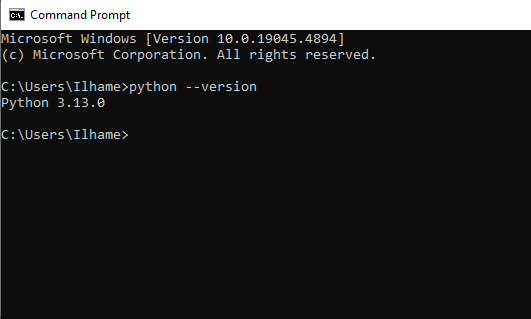 Command Prompt
Microsoft Windows [Version 10.0.19045.4894]
(c) Microsoft Corporation. All rights reserved.
C:\Users\Ilhame>python --version
Python 3.13.0
C:\Users\Ilhame>